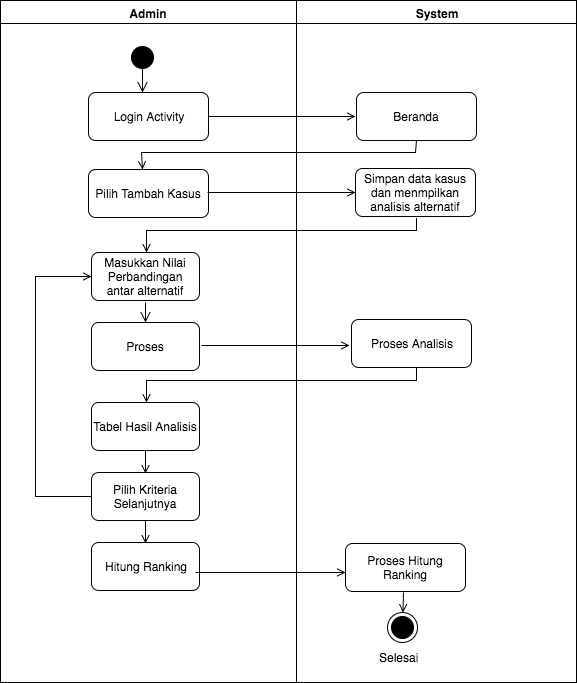 Admin
System
Login Activity
Beranda
Pilih Tambah Kasus
Simpan data kasus
dan menmpilkan
analisis alternatif
Masukkan Nilai
Perbandingan
antar alternatif
Proses
Proses Analisis
Tabel Hasil Analisis
Pilih Kriteria
Selanjutnya
Hitung Ranking
Proses Hitung
Ranking
Selesai